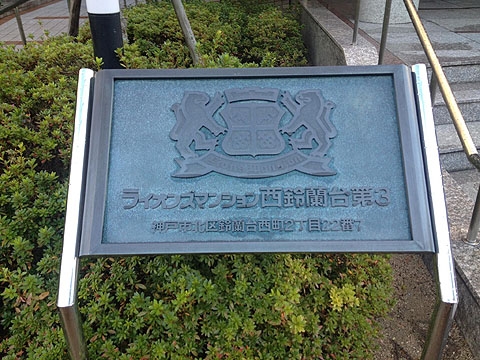 ライオンズマンション西鈴蘭台第3
神戸市北区鈴蘭台西町2丁目22番7